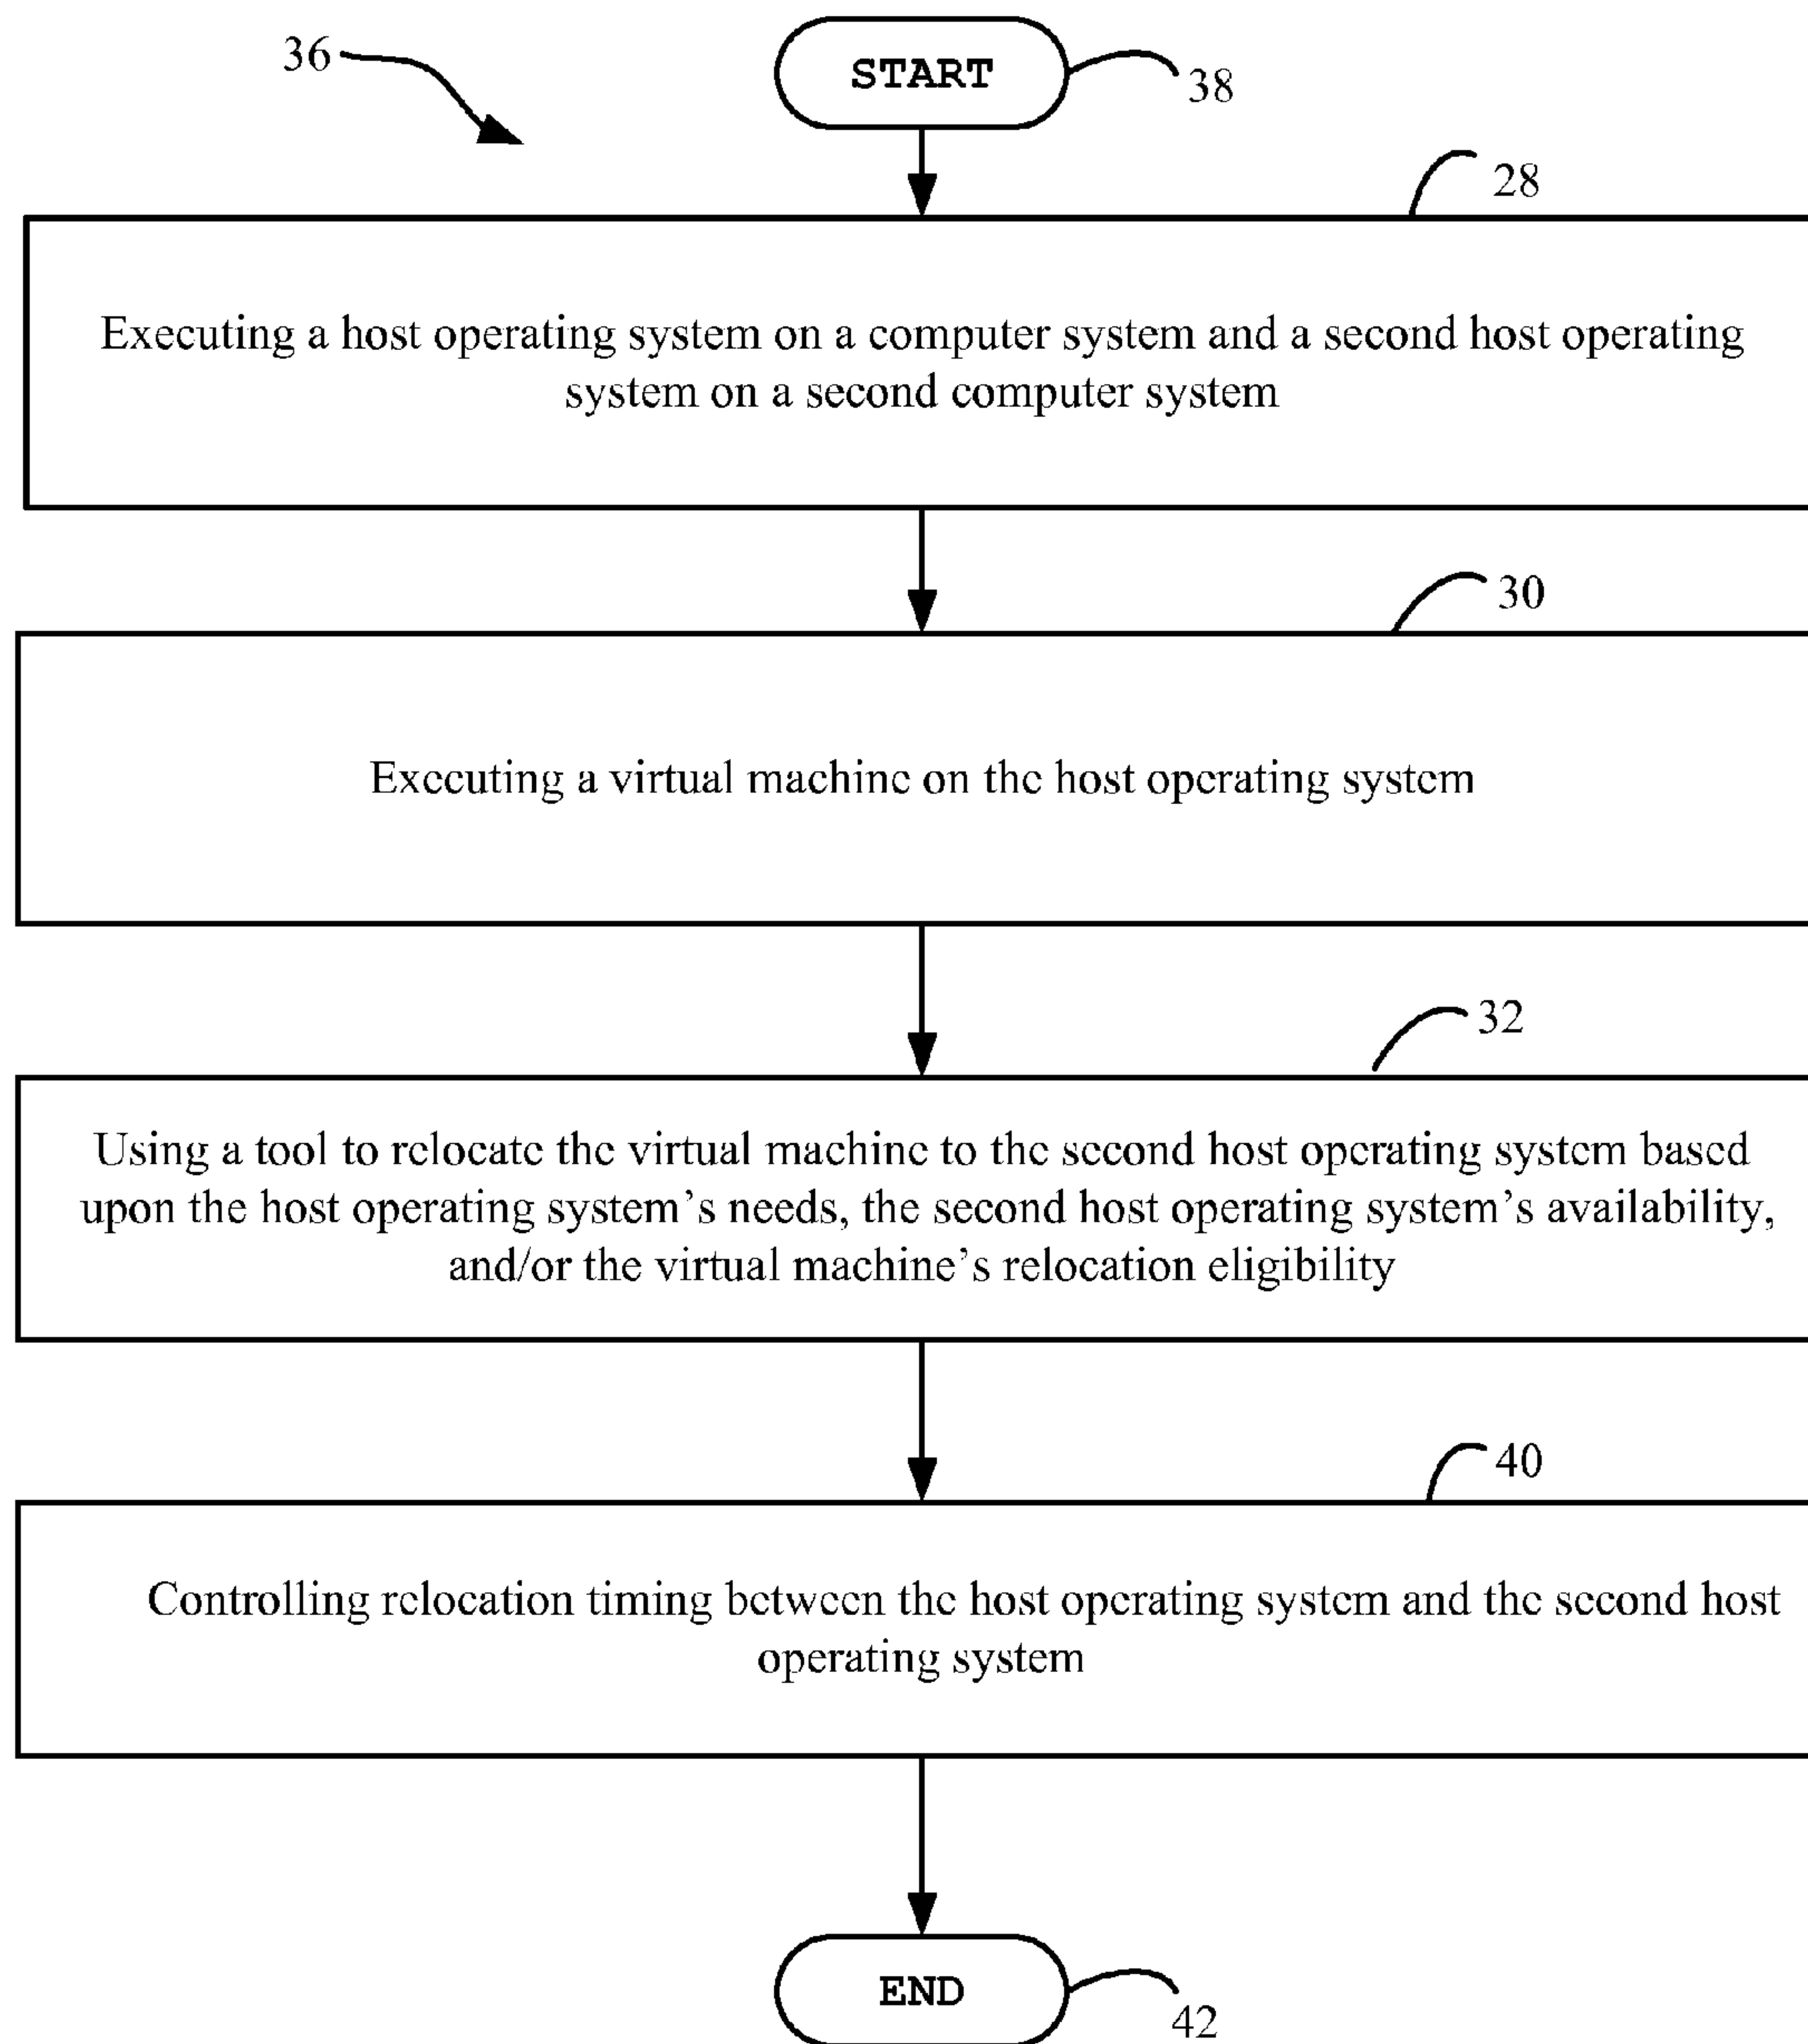 36
START
38
28
Executing a host operating system on a computer system and a second host operating
system on a second computer system
30
Executing a virtual machine on the host operating system
32
Using a tool to relocate the virtual machine to the second host operating system based
upon the host operating system’s needs, the second host operating system’s availability,
and/or the virtual machine’s relocation eligibility
40
Controlling relocation timing between the host operating system and the second host
operating system
END
42